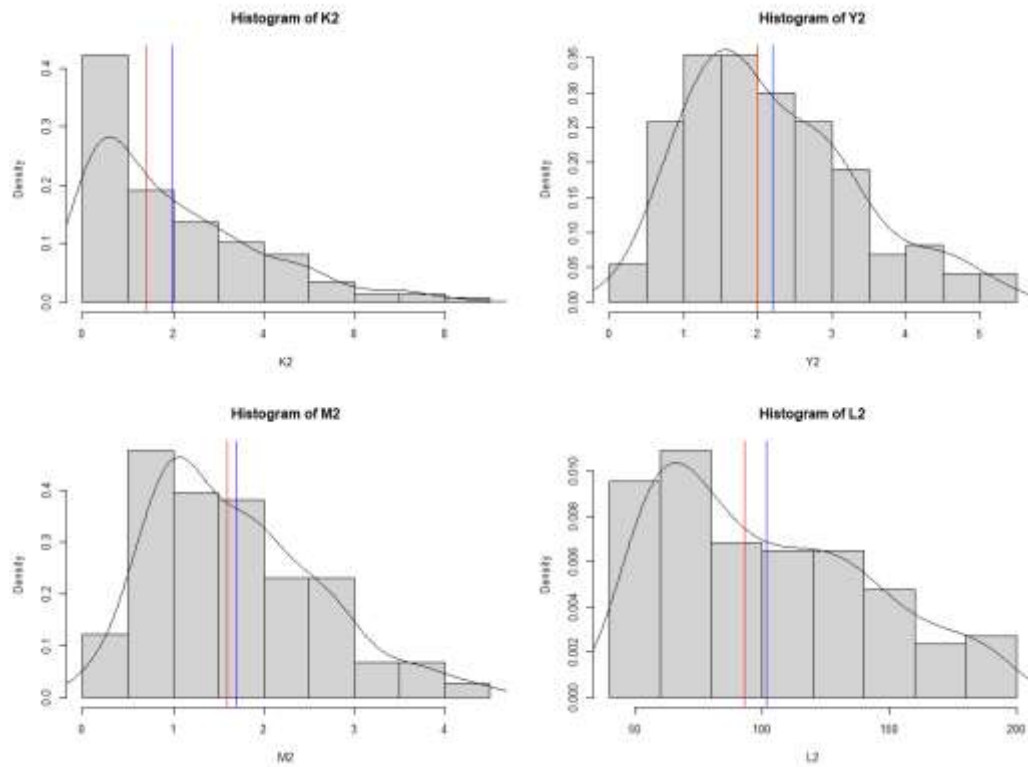 Histogram of K2
Density
0.0 0.1 0.2 0.3 0.4
0 2 4 6 8
K2
Histogram of Y2
Density
0.00 0.05 0.10 0.15 0.20 0.25 0.30 0.35
0 1 2 3 4 5
Y2
Histogram of M2
Density
0.0 0.1 0.2 0.3 0.4
0 1 2 3 4
M2
Histogram of L2
Density
0.000 0.002 0.004 0.006 0.008 0.010
50 100 150 200
L2